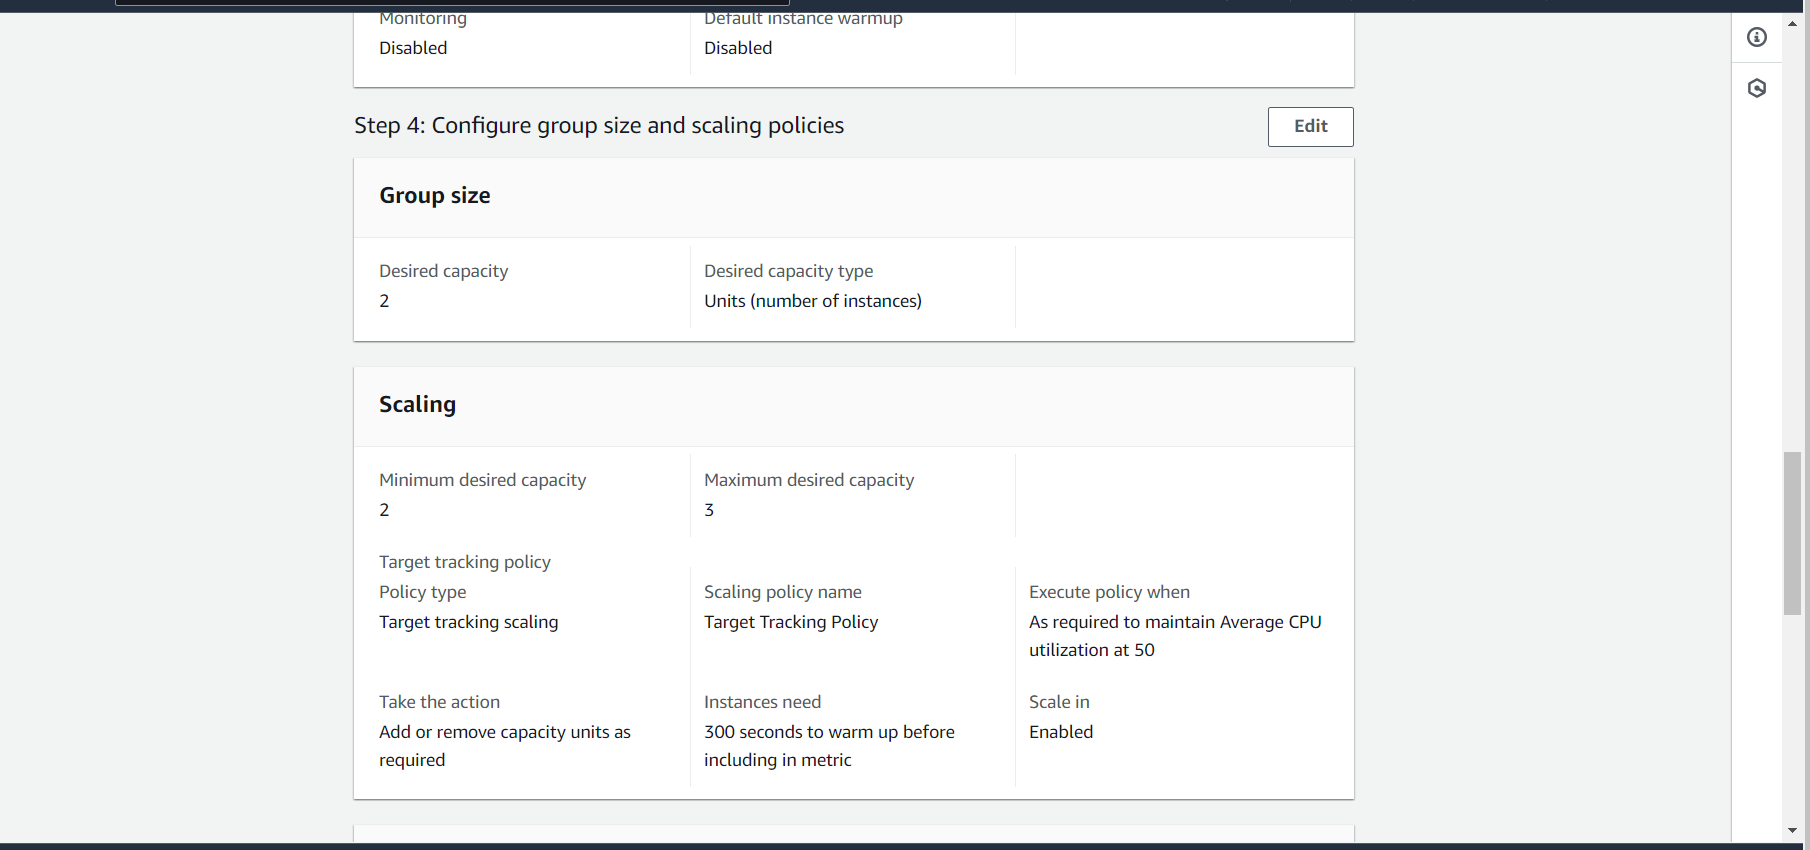 Monitoring
Default instance warmup
Disabled
Disabled
Step 4: Configure group size and scaling policies
Edit
Group size
Desired capacity
2
Desired capacity type
Units (number of instances)
Scaling
Minimum desired capacity
2
Maximum desired capacity
3
Target tracking policy
Policy type
Target tracking scaling
Scaling policy name
Target Tracking Policy
Execute policy when
As required to maintain Average CPU
utilization at 50
Take the action
Add or remove capacity units as
required
Instances need
300 seconds to warm up before
including in metric
Scale in
Enabled